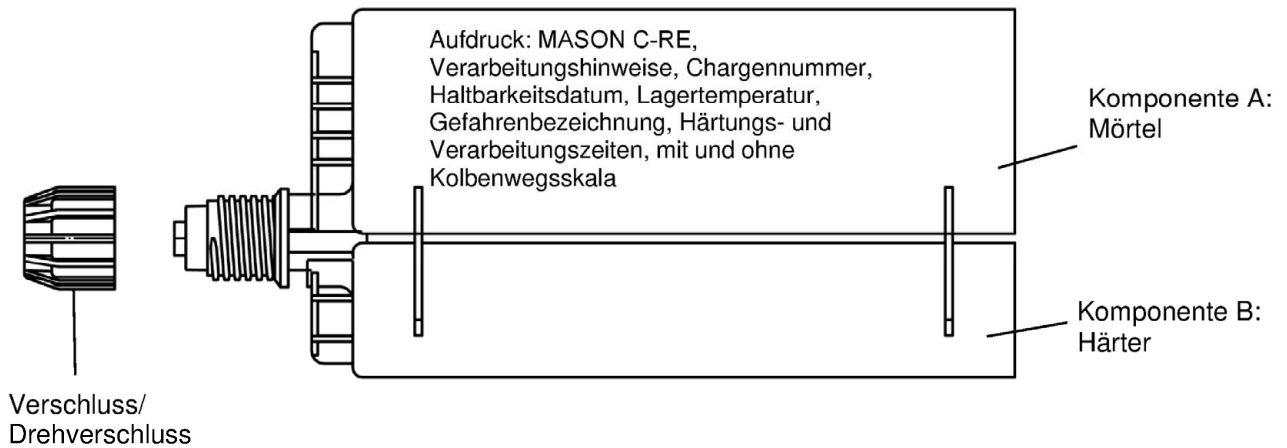 Aufdruck: MASON C-RE,
Verarbeitungshinweise, Chargennummer,
Haltbarkeitsdatum, Lagertemperatur,
Gefahrenbezeichnung, Härtungs- und
Verarbeitungszeiten, mit und ohne
Kolbenwegsskala
Komponente A:
Mörtel
Komponente B:
Härter
Verschluss/
Drehverschluss